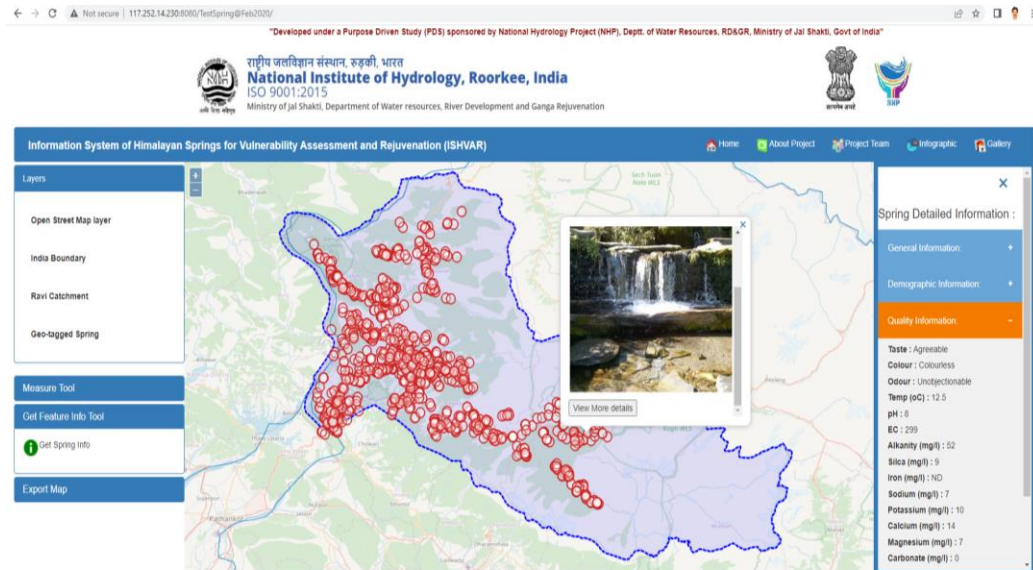 Not secure | 117.252.14.230:8080/TestSpring@Feb2020/
"Developed under a Purpose Driven Study (PDS) sponsored by National Hydrology Project (NHP), Deptt. of Water Resources, RD&GR, Ministry of Jal Shakti, Govt of India"
राष्ट्रीय जलविज्ञान संस्थान, रुड़की, भारत
National Institute of Hydrology, Roorkee, India
ISO 9001:2015
Ministry of Jal Shakti, Department of Water resources, River Development and Ganga Rejuvenation
सत्यमेव जयते
NHP
Information System of Himalayan Springs for Vulnerability Assessment and Rejuvenation (ISHVAR)
Home
About Project
Project Team
Infographic
Gallery
Layers
Open Street Map layer
India Boundary
Ravi Catchment
Geo-tagged Spring
Measure Tool
Get Feature Info Tool
Get Spring Info
Export Map
+
-
Sech Tuan
Pathankot
View More details
X
X
Spring Detailed Information :
General Information: +
Demographic Information: +
Quality Information: -
Taste : Agreeable
Colour : Colourless
Odour : Unobjectionable
Temp (oC) : 12.5
pH : 8
EC : 299
Alkanity (mg/l) : 52
Silca (mg/l) : 9
Iron (mg/l) : ND
Sodium (mg/l) : 7
Potassium (mg/l) : 10
Calcium (mg/l) : 14
Magnesium (mg/l) : 7
Carbonate (mg/l) : 0